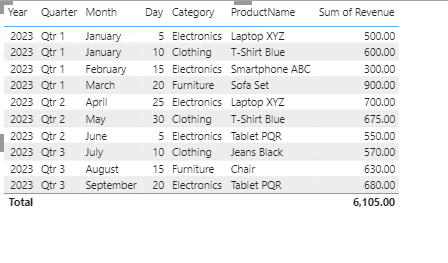 Year Quarter Month Day Category ProductName Sum of Revenue
2023 Qtr 1 January 5 Electronics Laptop XYZ 500.00
2023 Qtr 1 January 10 Clothing T-Shirt Blue 600.00
2023 Qtr 1 February 15 Electronics Smartphone ABC 300.00
2023 Qtr 1 March 20 Furniture Sofa Set 900.00
2023 Qtr 2 April 25 Electronics Laptop XYZ 700.00
2023 Qtr 2 May 30 Clothing T-Shirt Blue 675.00
2023 Qtr 2 June 5 Electronics Tablet PQR 550.00
2023 Qtr 3 July 10 Clothing Jeans Black 570.00
2023 Qtr 3 August 15 Furniture Chair 630.00
2023 Qtr 3 September 20 Electronics Tablet PQR 680.00
Total 6,105.00